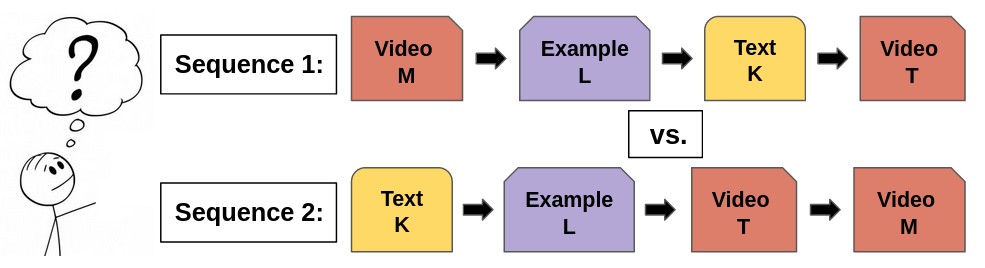 ?
Sequence 1:
Video
M
Example
L
Text
K
Video
T
vs.
Sequence 2:
Text
K
Example
L
Video
T
Video
M